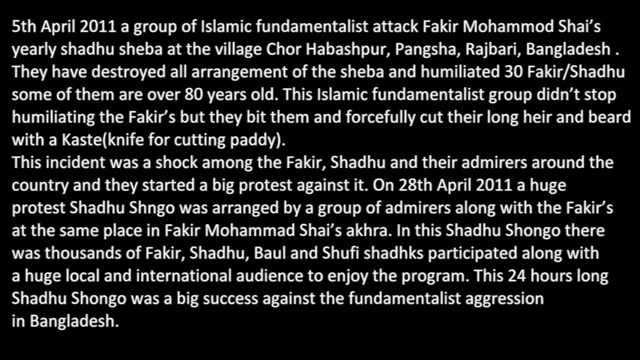 5th April 2011 a group of Islamic fundamentalist attack Fakir Mohammod Shai's
yearly shadhu sheba at the village Chor Habashpur, Pangsha, Rajbari, Bangladesh .
They have destroyed all arrangement of the sheba and humiliated 30 Fakir/Shadhu
some of them are over 80 years old. This Islamic fundamentalist group didn't stop
humiliating the Fakir's but they bit them and forcefully cut their long heir and beard
with a Kaste(knife for cutting paddy).
This incident was a shock among the Fakir, Shadhu and their admirers around the
country and they started a big protest against it. On 28th April 2011 a huge
protest Shadhu Shngo was arranged by a group of admirers along with the Fakir's
at the same place in Fakir Mohammad Shai's akhra. In this Shadhu Shongo there
was thousands of Fakir, Shadhu, Baul and Shufi shadhks participated along with
a huge local and international audience to enjoy the program. This 24 hours long
Shadhu Shongo was a big success against the fundamentalist aggression
in Bangladesh.